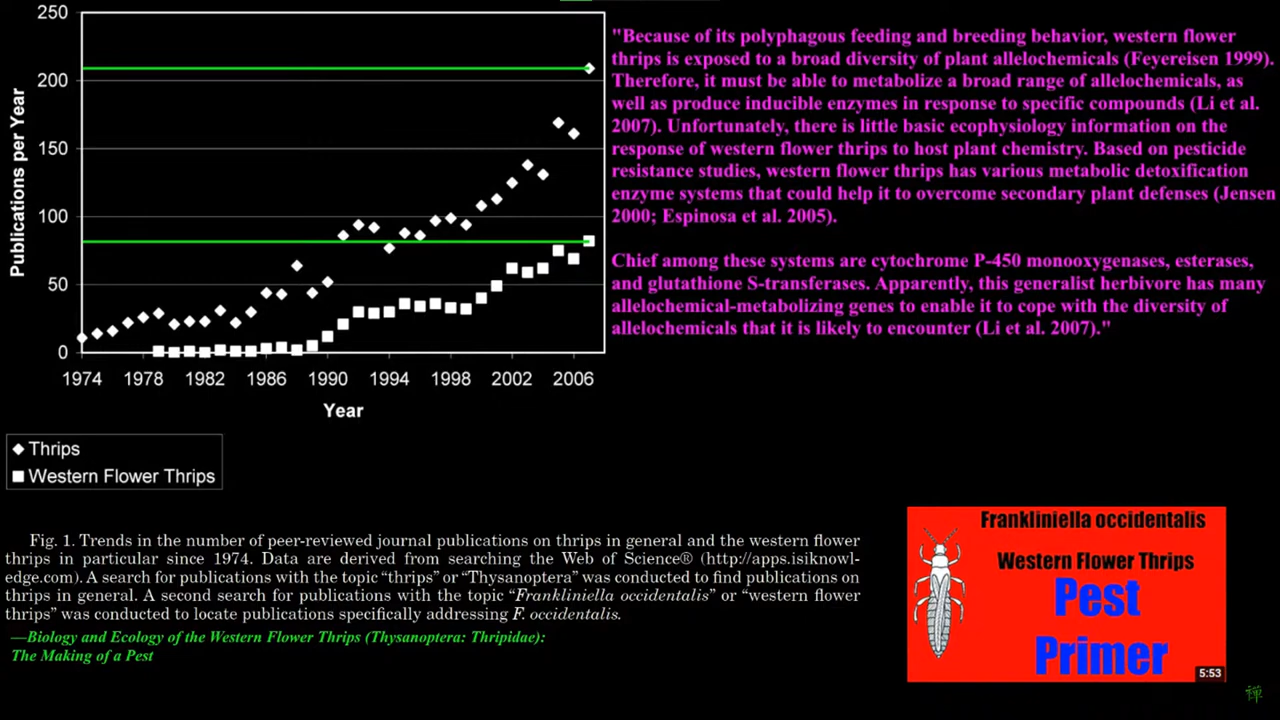 250
200
150
100
50
0
Publications per Year
1974 1978 1982 1986 1990 1994 1998 2002 2006
Year
Thrips
Western Flower Thrips
"Because of its polyphagous feeding and breeding behavior, western flower
thrips is exposed to a broad diversity of plant allelochemicals (Feyereisen 1999).
Therefore, it must be able to metabolize a broad range of allelochemicals, as
well as produce inducible enzymes in response to specific compounds (Li et al.
2007). Unfortunately, there is little basic ecophysiology information on the
response of western flower thrips to host plant chemistry. Based on pesticide
resistance studies, western flower thrips has various metabolic detoxification
enzyme systems that could help it to overcome secondary plant defenses (Jensen
2000; Espinosa et al. 2005).
Chief among these systems are cytochrome P-450 monooxygenases, esterases,
and glutathione S-transferases. Apparently, this generalist herbivore has many
allelochemical-metabolizing genes to enable it to cope with the diversity of
allelochemicals that it is likely to encounter (Li et al. 2007)."
Fig. 1. Trends in the number of peer-reviewed journal publications on thrips in general and the western flower
thrips in particular since 1974. Data are derived from searching the Web of Science® (http://apps.isiknowl-
edge.com). A search for publications with the topic “thrips” or “Thysanoptera” was conducted to find publications on
thrips in general. A second search for publications with the topic “Frankliniella occidentalis” or “western flower
thrips” was conducted to locate publications specifically addressing F. occidentalis.
—Biology and Ecology of the Western Flower Thrips (Thysanoptera: Thripidae):
The Making of a Pest
Frankliniella occidentalis
Western Flower Thrips
Pest
Primer
5:53
禅